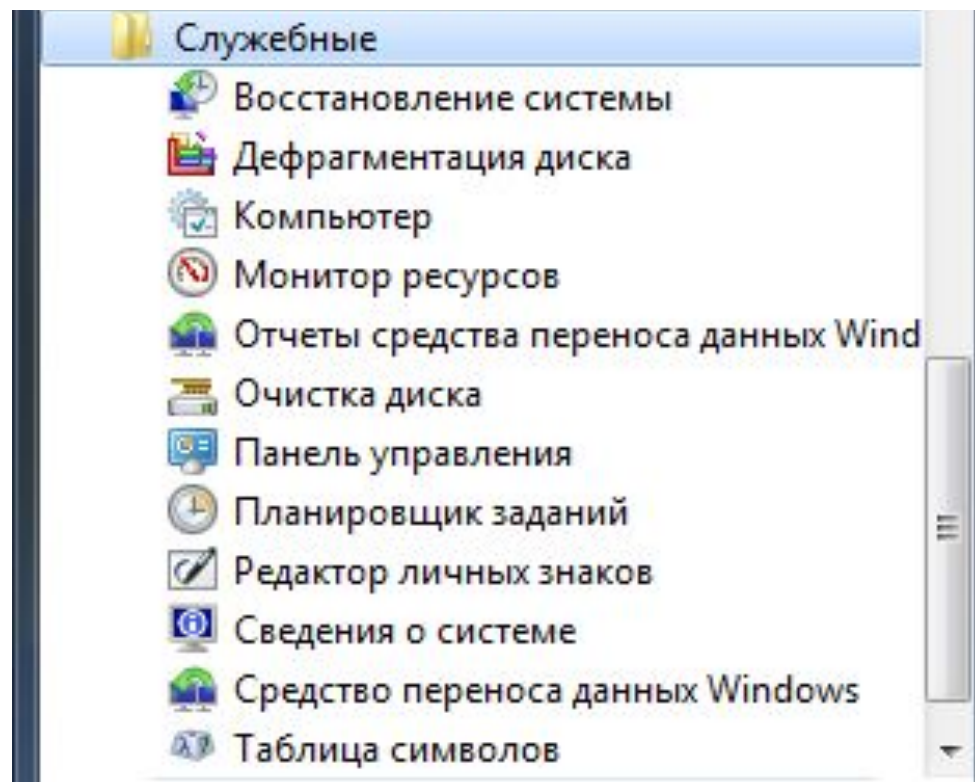 Служебные
Восстановление системы
Дефрагментация диска
Компьютер
Монитор ресурсов
Отчеты средства переноса данных Wind
Очистка диска
Панель управления
Планировщик заданий
Редактор личных знаков
Сведения о системе
Средство переноса данных Windows
Таблица символов